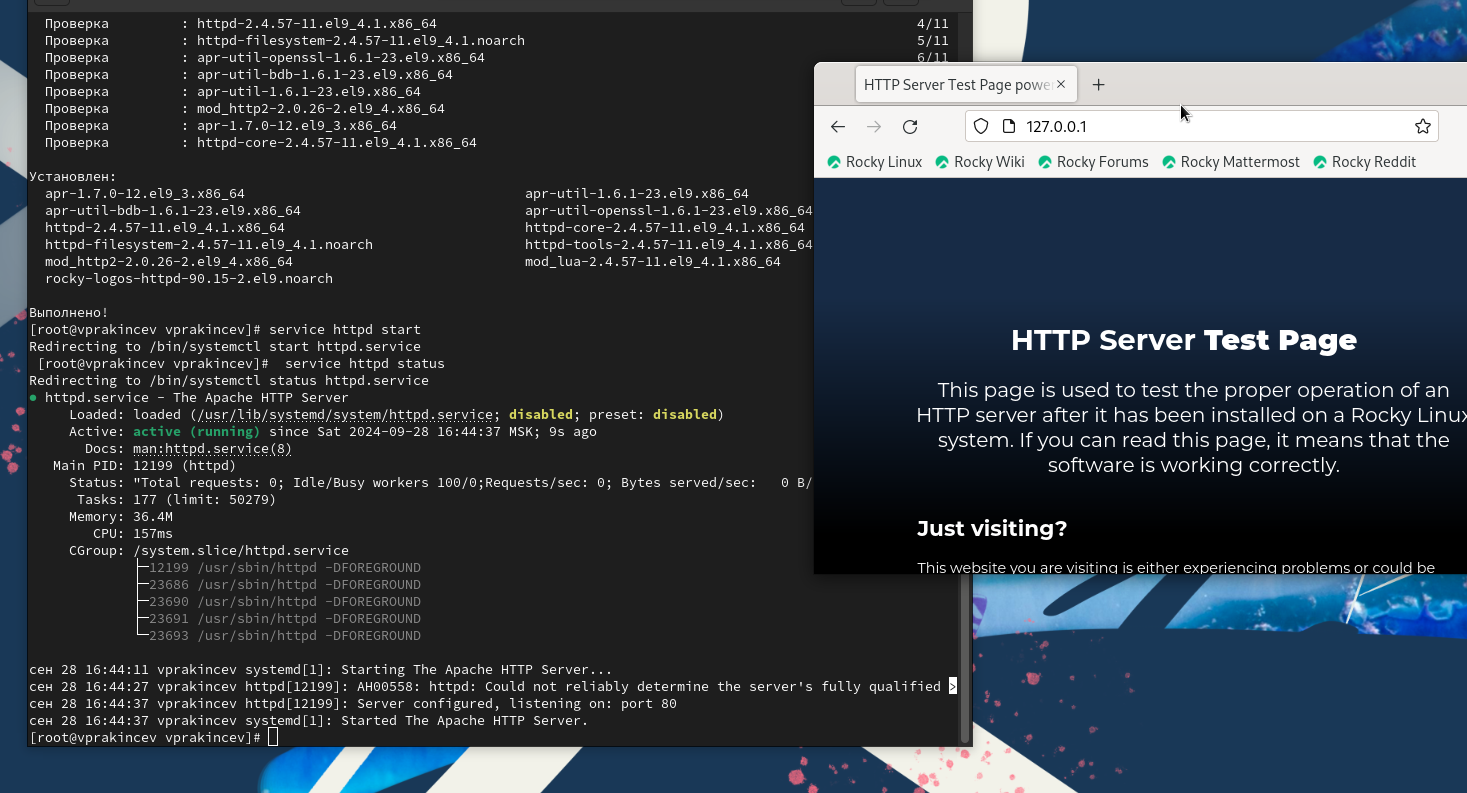 Проверка         : httpd-2.4.57-11.el9_4.1.x86_64                                                            4/11
Проверка         : httpd-filesystem-2.4.57-11.el9_4.1.noarch                                                 5/11
Проверка         : apr-util-openssl-1.6.1-23.el9.x86_64                                                      6/11
Проверка         : apr-util-bdb-1.6.1-23.el9.x86_64
Проверка         : apr-util-1.6.1-23.el9.x86_64
Проверка         : mod_http2-2.0.26-2.el9_4.x86_64
Проверка         : apr-1.7.0-12.el9_3.x86_64
Проверка         : httpd-core-2.4.57-11.el9_4.1.x86_64
Установлен:
apr-1.7.0-12.el9_3.x86_64                                   apr-util-1.6.1-23.el9.x86_64
apr-util-bdb-1.6.1-23.el9.x86_64                            apr-util-openssl-1.6.1-23.el9.x86_64
httpd-2.4.57-11.el9_4.1.x86_64                              httpd-core-2.4.57-11.el9_4.1.x86_64
httpd-filesystem-2.4.57-11.el9_4.1.noarch                   httpd-tools-2.4.57-11.el9_4.1.x86_64
mod_http2-2.0.26-2.el9_4.x86_64                             mod_lua-2.4.57-11.el9_4.1.x86_64
rocky-logos-httpd-90.15-2.el9.noarch
Выполнено!
[root@vprakincev vprakincev]# service httpd start
Redirecting to /bin/systemctl start httpd.service
[root@vprakincev vprakincev]#  service httpd status
Redirecting to /bin/systemctl status httpd.service
● httpd.service - The Apache HTTP Server
Loaded: loaded (/usr/lib/systemd/system/httpd.service; disabled; preset: disabled)
Active: active (running) since Sat 2024-09-28 16:44:37 MSK; 9s ago
Docs: man:httpd.service(8)
Main PID: 12199 (httpd)
Status: "Total requests: 0; Idle/Busy workers 100/0;Requests/sec: 0; Bytes served/sec:   0 B/
Tasks: 177 (limit: 50279)
Memory: 36.4M
CPU: 157ms
CGroup: /system.slice/httpd.service
├─12199 /usr/sbin/httpd -DFOREGROUND
├─23686 /usr/sbin/httpd -DFOREGROUND
├─23690 /usr/sbin/httpd -DFOREGROUND
├─23691 /usr/sbin/httpd -DFOREGROUND
└─23693 /usr/sbin/httpd -DFOREGROUND
сен 28 16:44:11 vprakincev systemd[1]: Starting The Apache HTTP Server...
сен 28 16:44:27 vprakincev httpd[12199]: AH00558: httpd: Could not reliably determine the server's fully qualified >
сен 28 16:44:37 vprakincev httpd[12199]: Server configured, listening on: port 80
сен 28 16:44:37 vprakincev systemd[1]: Started The Apache HTTP Server.
[root@vprakincev vprakincev]#
HTTP Server Test Page powe
127.0.0.1
Rocky Linux Rocky Wiki Rocky Forums Rocky Mattermost Rocky Reddit
HTTP Server Test Page
This page is used to test the proper operation of an
HTTP server after it has been installed on a Rocky Linux
system. If you can read this page, it means that the
software is working correctly.
Just visiting?
This website you are visiting is either experiencing problems or could be